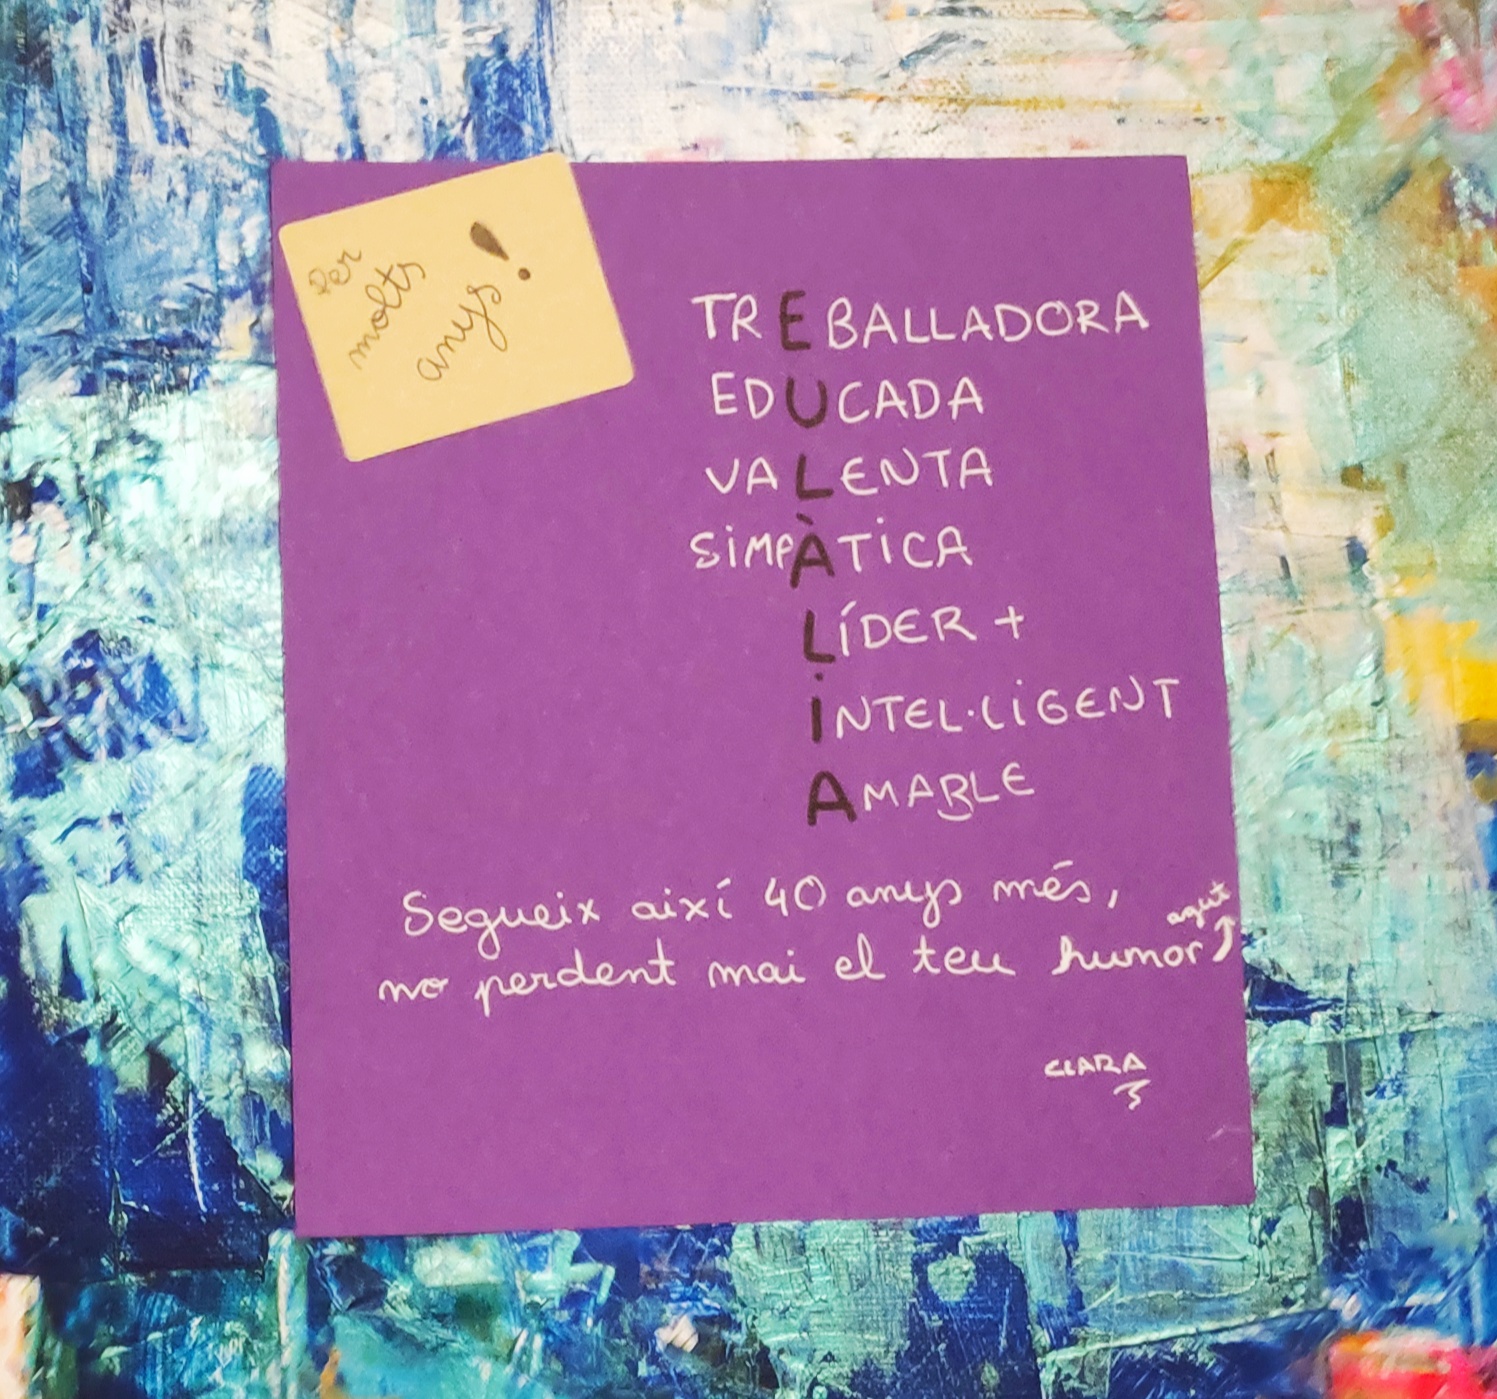 Per
molts
anys!
TREBALLADORA
EDUCADA
VALENTA
SIMPÀTICA
LÍDER +
INTEL·LIGENT
AMABLE
Segueix així 40 anys més,
no perdent mai el teu humor
agut
CLARA